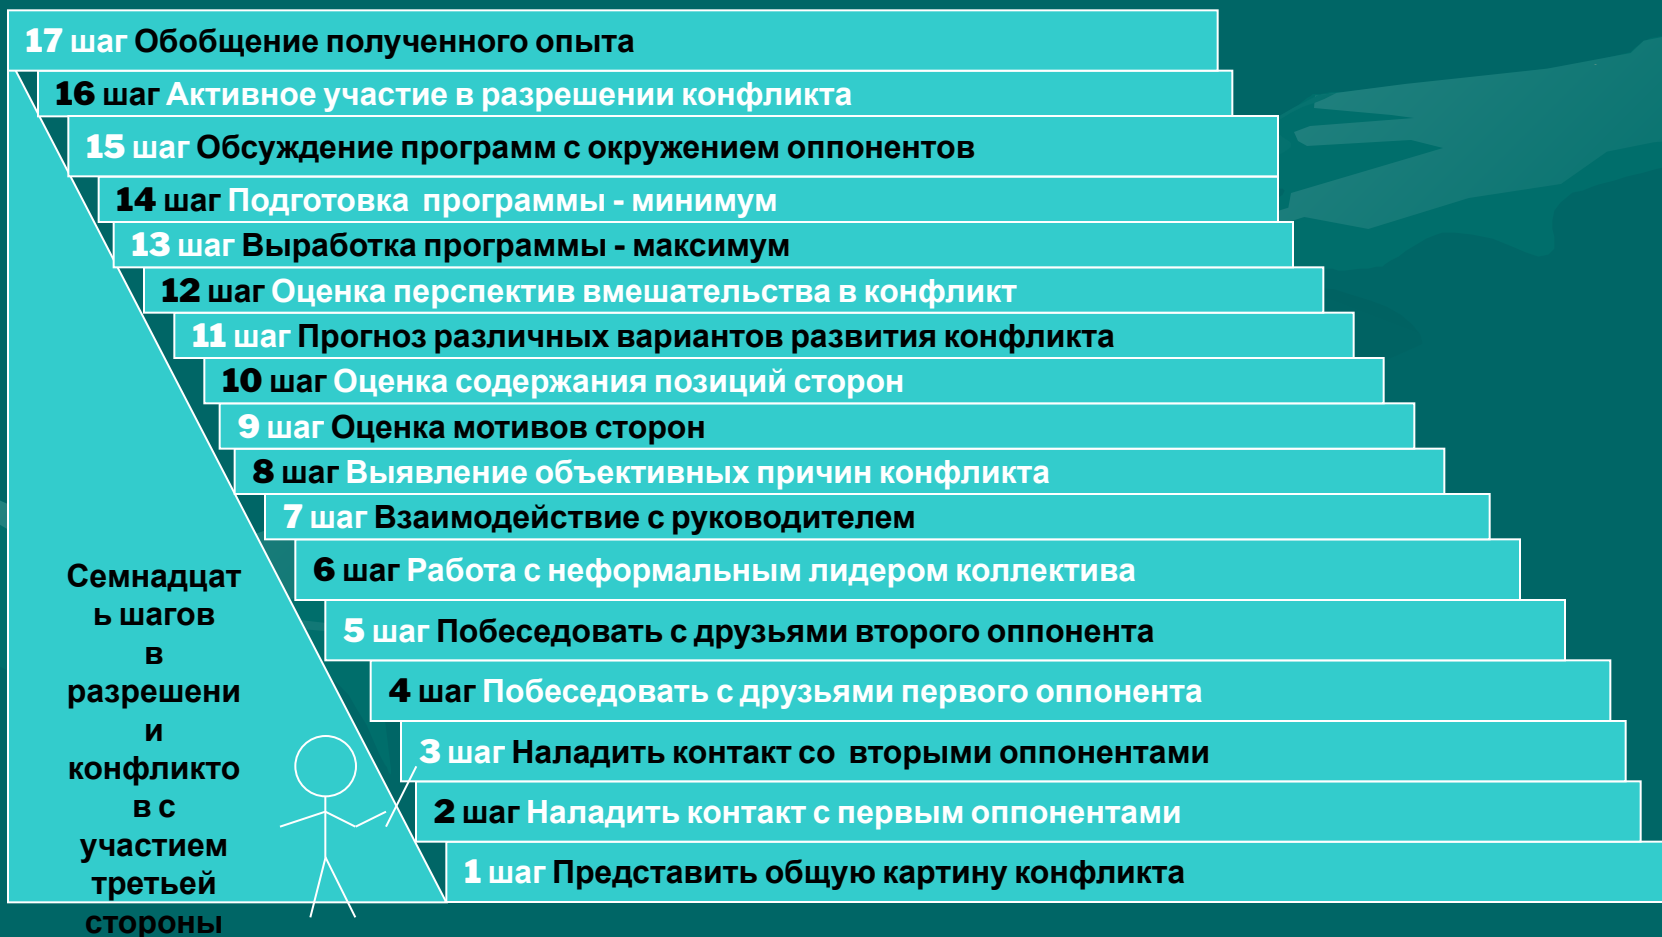 17 шаг Обобщение полученного опыта
16 шаг Активное участие в разрешении конфликта
15 шаг Обсуждение программ с окружением оппонентов
14 шаг Подготовка  программы - минимум
13 шаг Выработка программы - максимум
12 шаг Оценка перспектив вмешательства в конфликт
11 шаг Прогноз различных вариантов развития конфликта
10 шаг Оценка содержания позиций сторон
9 шаг Оценка мотивов сторон
8 шаг Выявление объективных причин конфликта
7 шаг Взаимодействие с руководителем
6 шаг Работа с неформальным лидером коллектива
5 шаг Побеседовать с друзьями второго оппонента
4 шаг Побеседовать с друзьями первого оппонента
3 шаг Наладить контакт со  вторыми оппонентами
2 шаг Наладить контакт с первым оппонентами
1 шаг Представить общую картину конфликта
Семнадцат
ь шагов
в
разрешени
и
конфликто
в с
участием
третьей
стороны